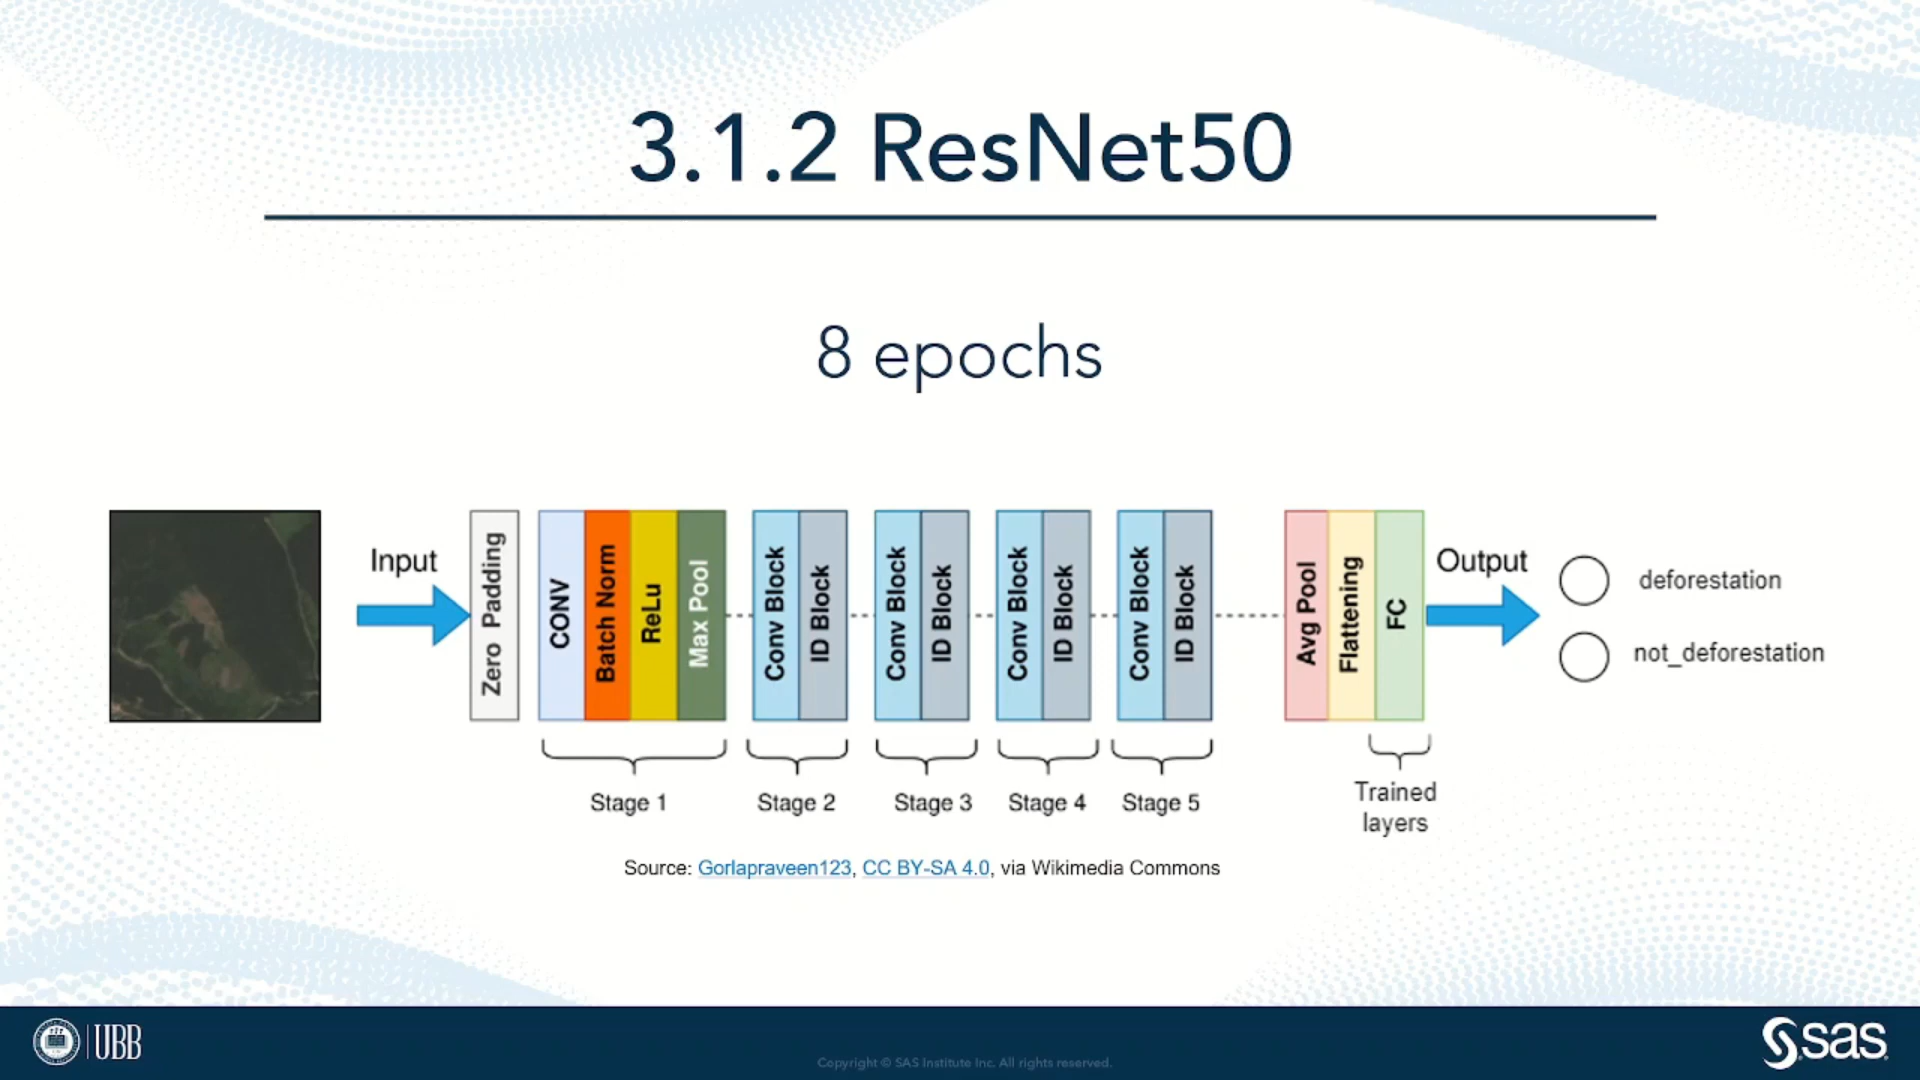 3.1.2 ResNet50
8 epochs
Input
Zero Padding
CONV
Batch Norm
ReLu
Max Pool
Conv Block
ID Block
Conv Block
ID Block
Conv Block
ID Block
Conv Block
ID Block
Avg Pool
Flattening
FC
Output
deforestation
not_deforestation
Stage 1
Stage 2
Stage 3
Stage 4
Stage 5
Trained
layers
Source: Gorlapraveen123, CC BY-SA 4.0, via Wikimedia Commons
UBB
Copyright © SAS Institute Inc. All rights reserved.
sas